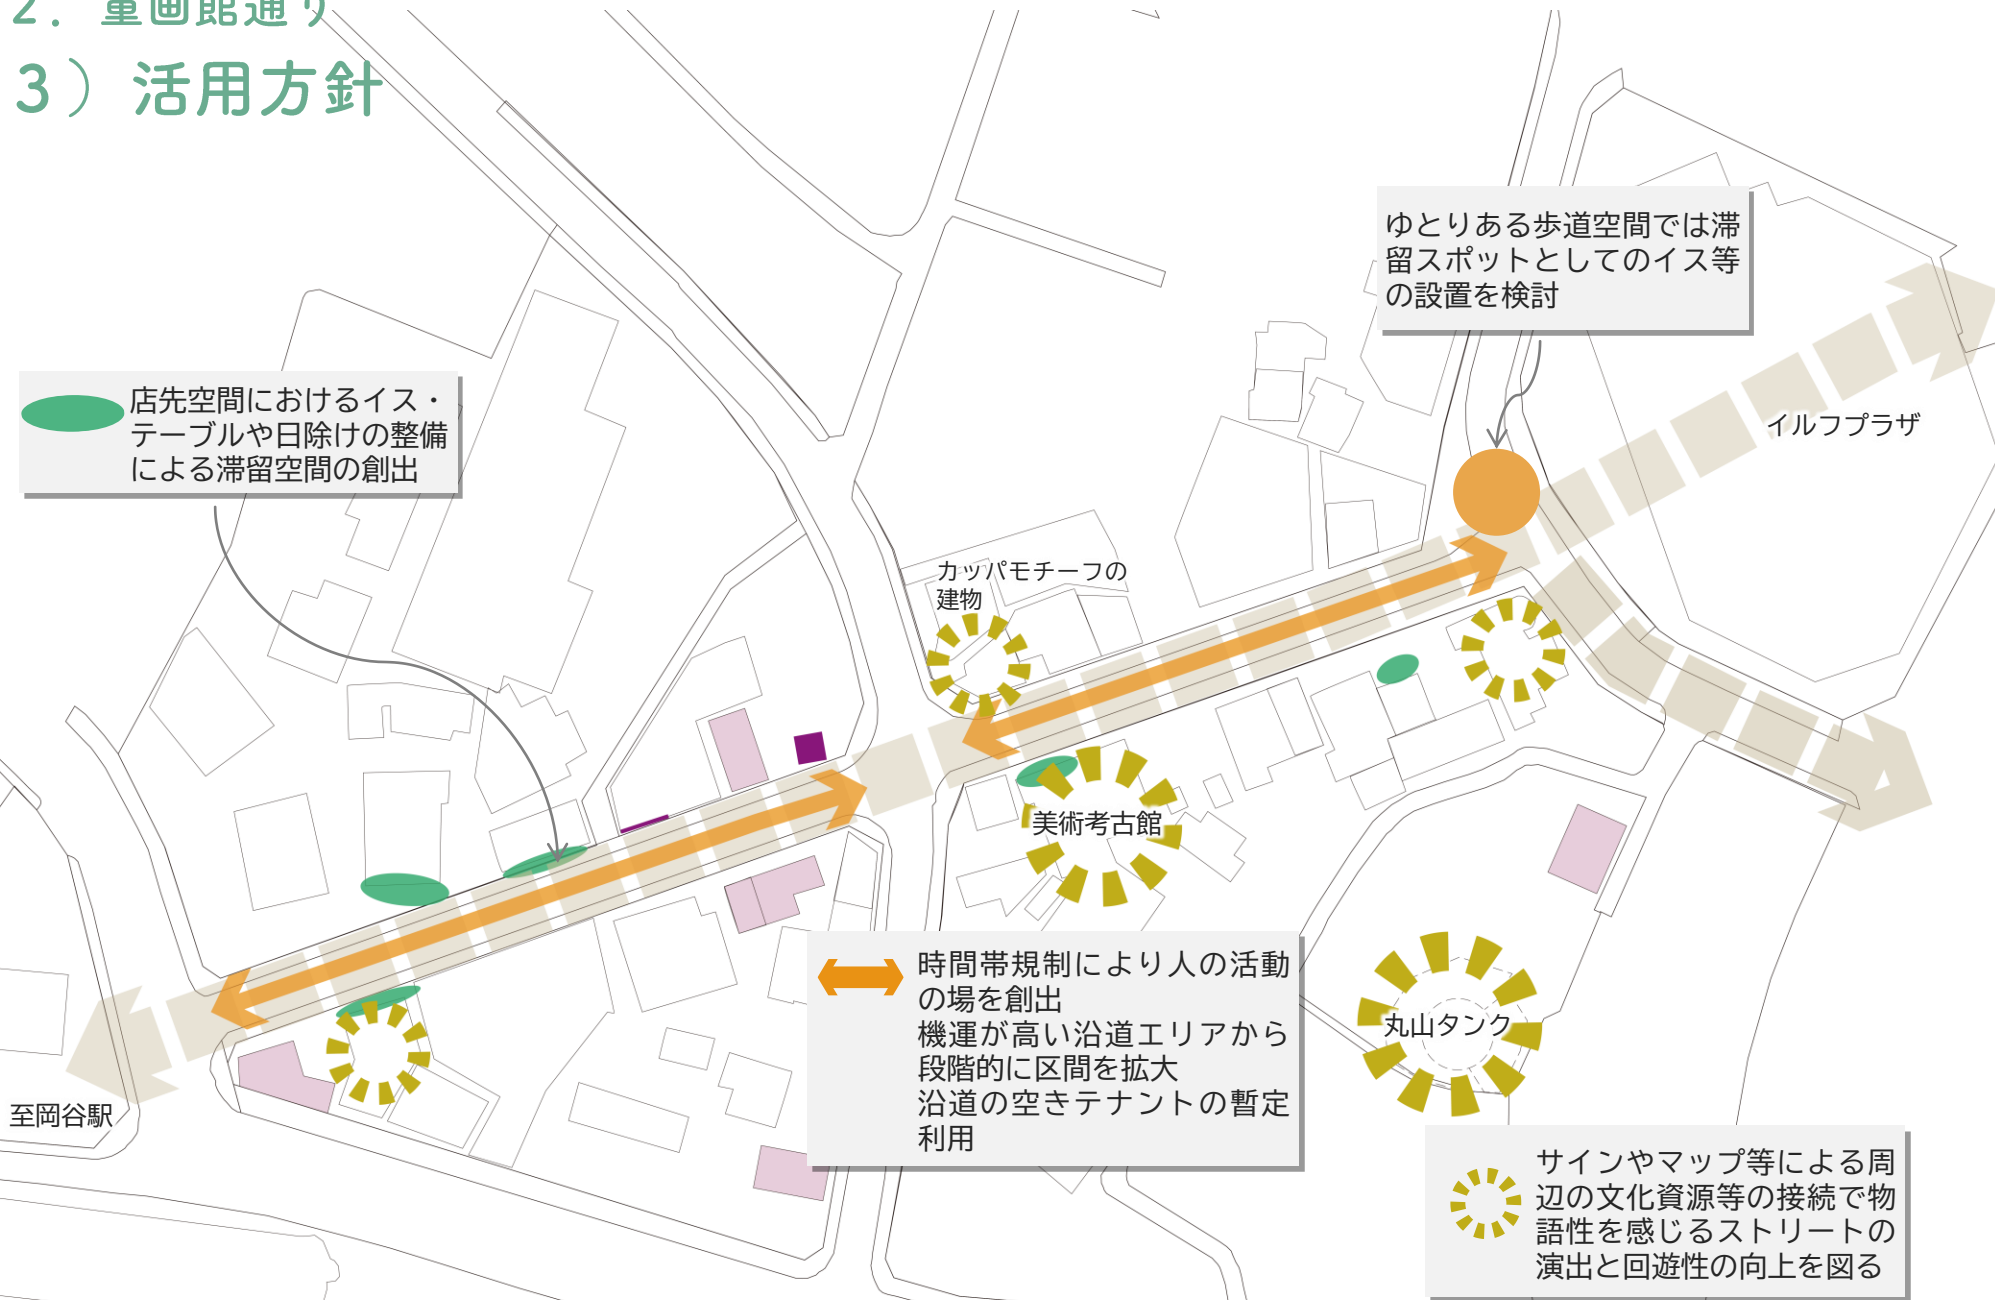 2．童画館通り
3）活用方針
ゆとりある歩道空間では滞
留スポットとしてのイス等
の設置を検討
店先空間におけるイス・
テーブルや日除けの整備
による滞留空間の創出
イルフプラザ
カッパモチーフの
建物
美術考古館
時間帯規制により人の活動
の場を創出
機運が高い沿道エリアから
段階的に区間を拡大
沿道の空きテナントの暫定
利用
丸山タンク
至岡谷駅
サインやマップ等による周
辺の文化資源等の接続で物
語性を感じるストリートの
演出と回遊性の向上を図る